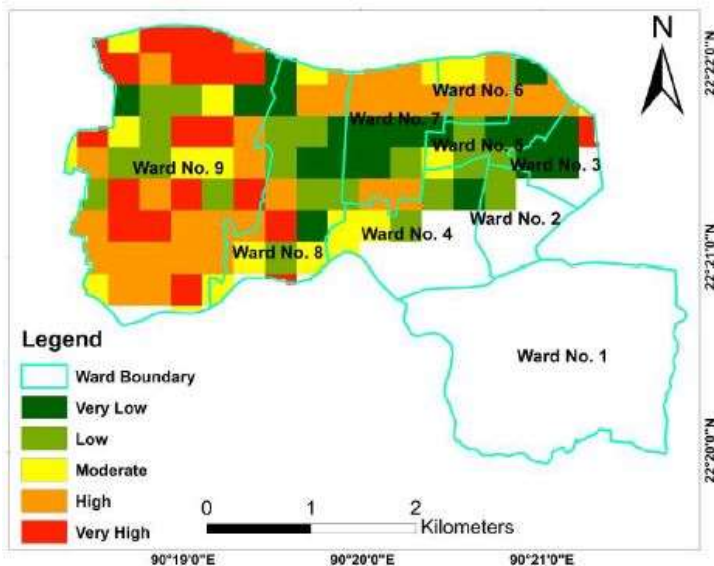 N
22°22'0"N
Ward No. 6
Ward No. 7
Ward No. 5
Ward No. 3
Ward No. 9
Ward No. 2
Ward No. 4
Ward No. 8
22°21'0"N
Ward No. 1
22°20'0"N
Legend
Ward Boundary
Very Low
Low
Moderate
High
Very High
0 1 2
Kilometers
90°19'0"E 90°20'0"E 90°21'0"E